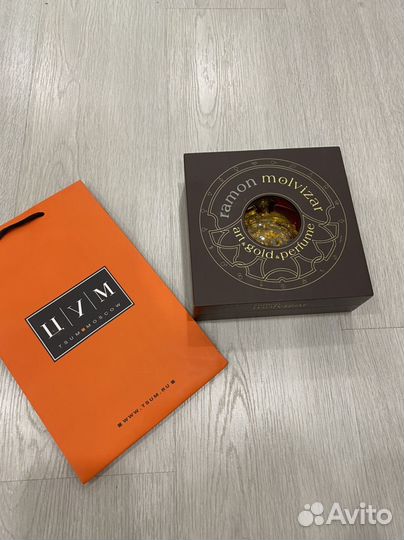 ЦУМ
TSUM MOSCOW
WWW.TSUM.RU
ramon molvizar
art & gold & perfume
Avito